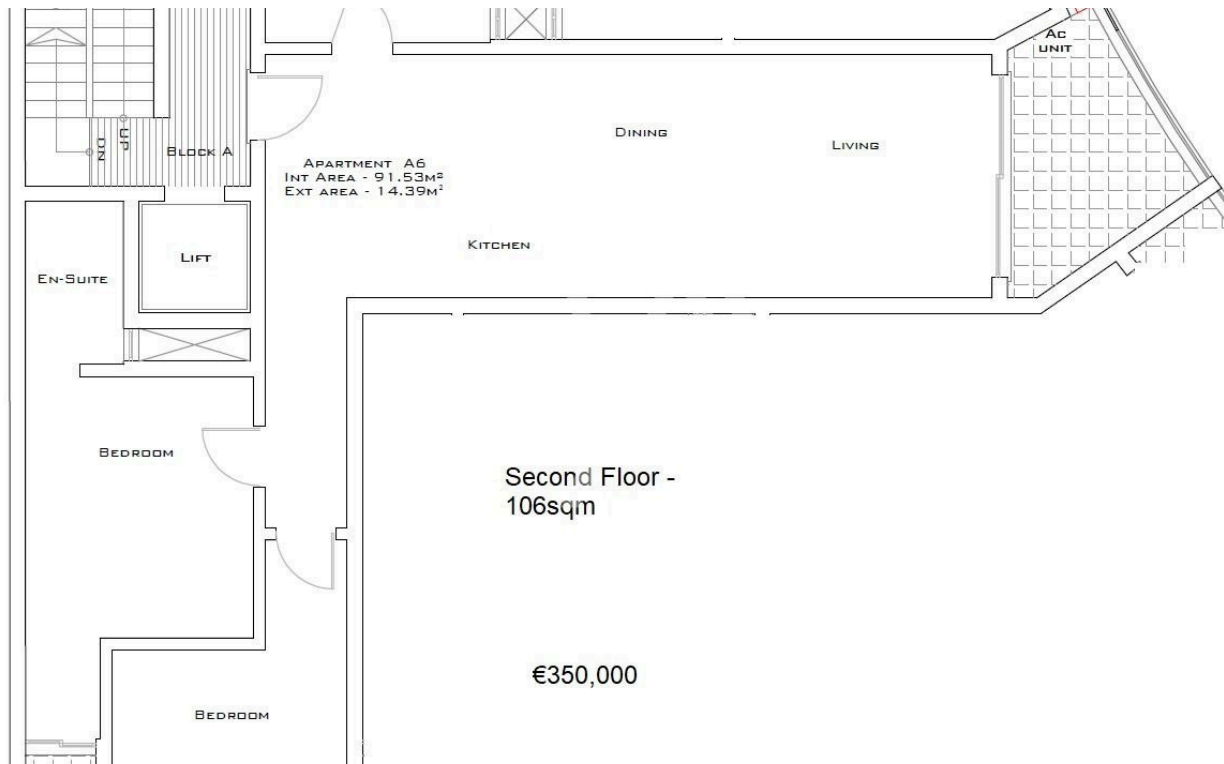 AC
UNIT
DINING
LIVING
UP
DN
BLOCK A
APARTMENT A6
INT AREA - 91.53M²
EXT AREA - 14.39M²
KITCHEN
LIFT
EN-SUITE
BEDROOM
Second Floor -
106sqm
€350,000
BEDROOM